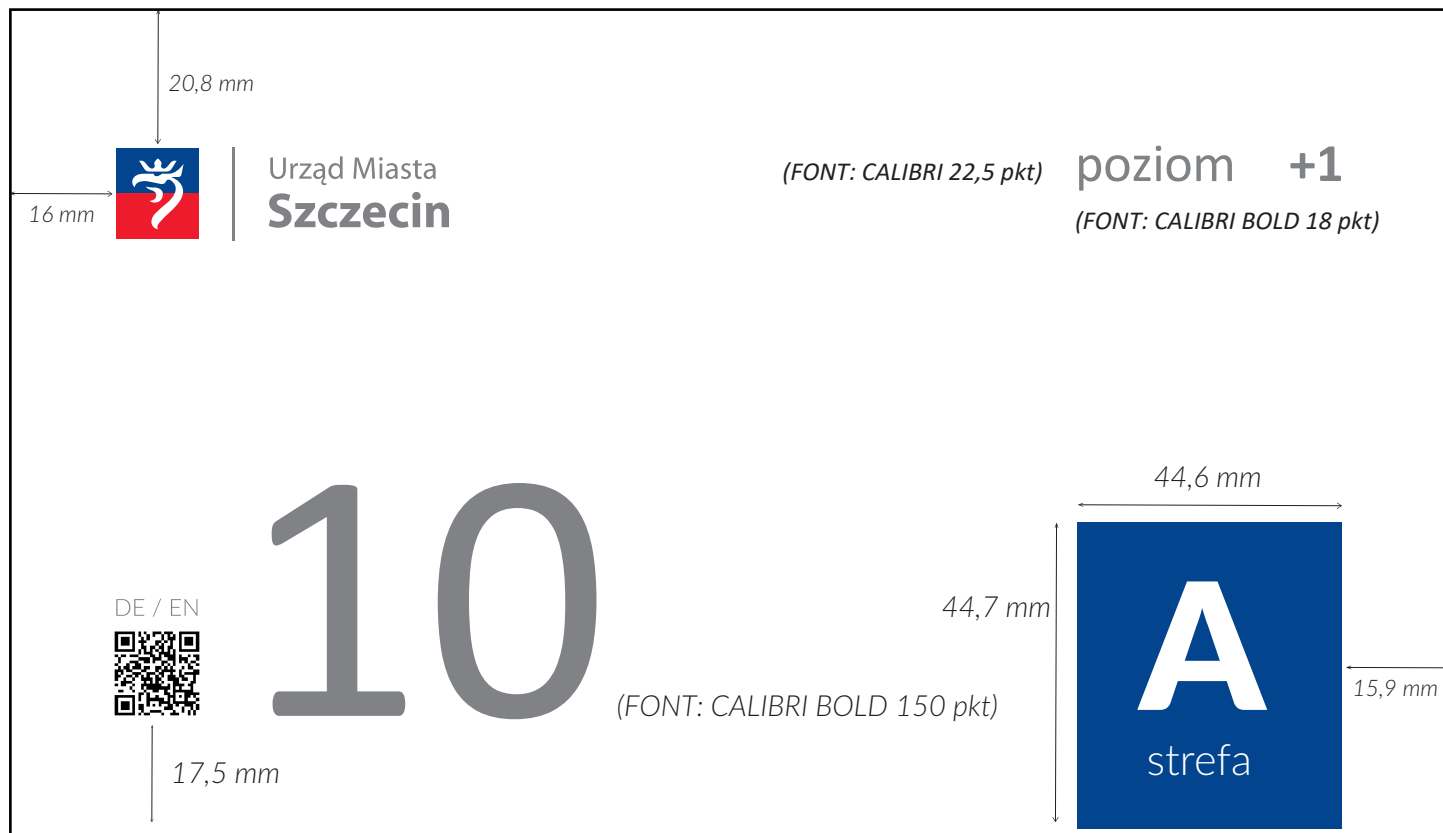 20,8 mm
16 mm
Urząd Miasta
Szczecin
(FONT: CALIBRI 22,5 pkt) poziom +1
(FONT: CALIBRI BOLD 18 pkt)
10
(FONT: CALIBRI BOLD 150 pkt)
DE / EN
17,5 mm
44,6 mm
44,7 mm
A
strefa
15,9 mm